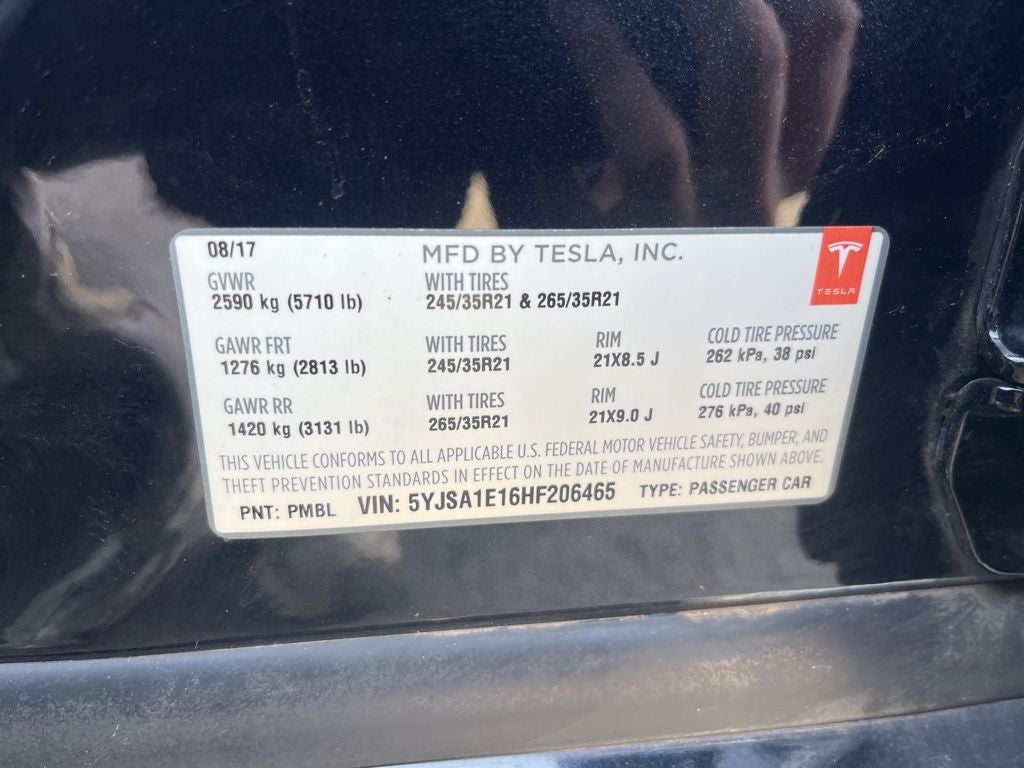 08/17 MFD BY TESLA, INC.
GVWR WITH TIRES
2590 kg (5710 lb) 245/35R21 & 265/35R21
TESLA
GAWR FRT WITH TIRES RIM COLD TIRE PRESSURE
1276 kg (2813 lb) 245/35R21 21X8.5 J 262 kPa, 38 psi
GAWR RR WITH TIRES RIM COLD TIRE PRESSURE
1420 kg (3131 lb) 265/35R21 21X9.0 J 276 kPa, 40 psi
THIS VEHICLE CONFORMS TO ALL APPLICABLE U.S. FEDERAL MOTOR VEHICLE SAFETY, BUMPER, AND
THEFT PREVENTION STANDARDS IN EFFECT ON THE DATE OF MANUFACTURE SHOWN ABOVE.
PNT: PMBL VIN: 5YJSA1E16HF206465 TYPE: PASSENGER CAR